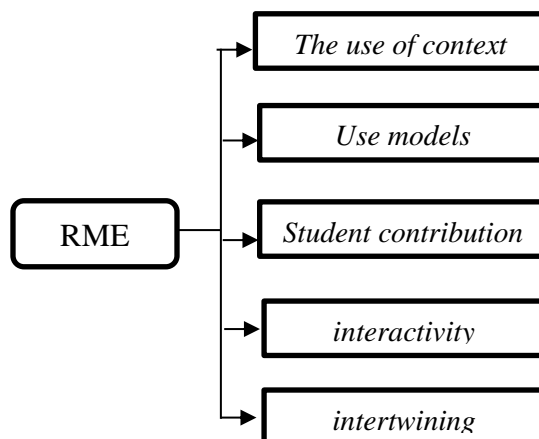 The use of context
Use models
RME
Student contribution
interactivity
intertwining